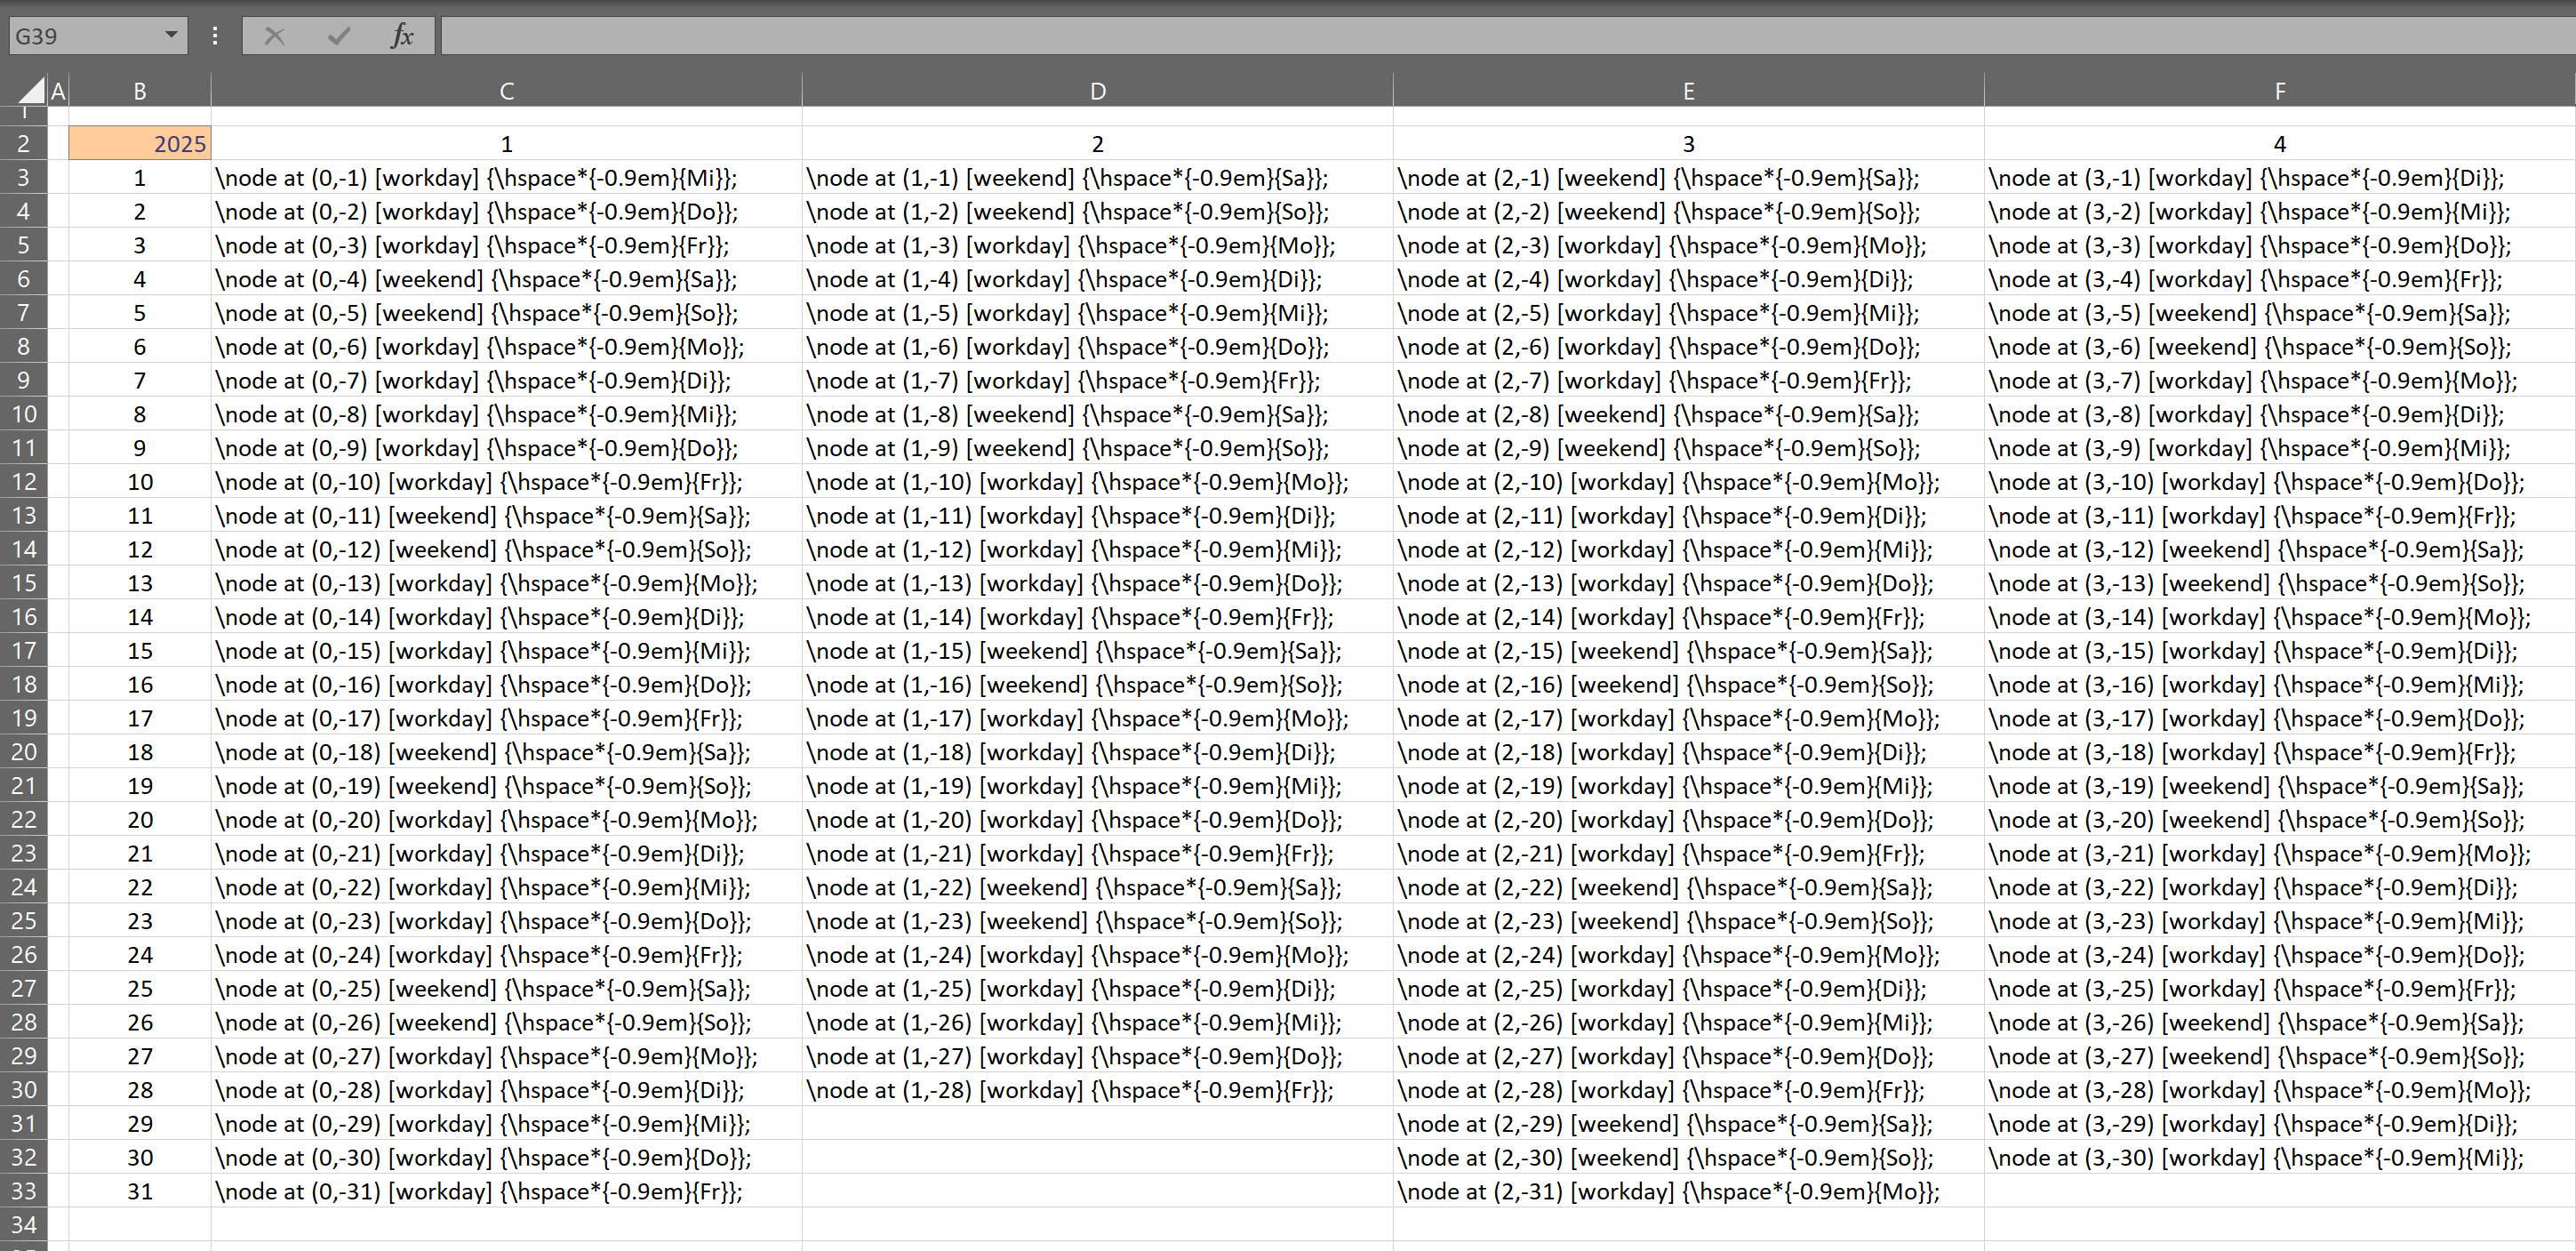 G39 fx
A B C D E F
1
2 2025 1 2 3 4
3 1 \node at (0,-1) [workday] {\hspace*{-0.9em}{Mi}}; \node at (1,-1) [weekend] {\hspace*{-0.9em}{Sa}}; \node at (2,-1) [weekend] {\hspace*{-0.9em}{Sa}}; \node at (3,-1) [workday] {\hspace*{-0.9em}{Di}};
4 2 \node at (0,-2) [workday] {\hspace*{-0.9em}{Do}}; \node at (1,-2) [weekend] {\hspace*{-0.9em}{So}}; \node at (2,-2) [weekend] {\hspace*{-0.9em}{So}}; \node at (3,-2) [workday] {\hspace*{-0.9em}{Mi}};
5 3 \node at (0,-3) [workday] {\hspace*{-0.9em}{Fr}}; \node at (1,-3) [workday] {\hspace*{-0.9em}{Mo}}; \node at (2,-3) [workday] {\hspace*{-0.9em}{Mo}}; \node at (3,-3) [workday] {\hspace*{-0.9em}{Do}};
6 4 \node at (0,-4) [weekend] {\hspace*{-0.9em}{Sa}}; \node at (1,-4) [workday] {\hspace*{-0.9em}{Di}}; \node at (2,-4) [workday] {\hspace*{-0.9em}{Di}}; \node at (3,-4) [workday] {\hspace*{-0.9em}{Fr}};
7 5 \node at (0,-5) [weekend] {\hspace*{-0.9em}{So}}; \node at (1,-5) [workday] {\hspace*{-0.9em}{Mi}}; \node at (2,-5) [workday] {\hspace*{-0.9em}{Mi}}; \node at (3,-5) [weekend] {\hspace*{-0.9em}{Sa}};
8 6 \node at (0,-6) [workday] {\hspace*{-0.9em}{Mo}}; \node at (1,-6) [workday] {\hspace*{-0.9em}{Do}}; \node at (2,-6) [workday] {\hspace*{-0.9em}{Do}}; \node at (3,-6) [weekend] {\hspace*{-0.9em}{So}};
9 7 \node at (0,-7) [workday] {\hspace*{-0.9em}{Di}}; \node at (1,-7) [workday] {\hspace*{-0.9em}{Fr}}; \node at (2,-7) [workday] {\hspace*{-0.9em}{Fr}}; \node at (3,-7) [workday] {\hspace*{-0.9em}{Mo}};
10 8 \node at (0,-8) [workday] {\hspace*{-0.9em}{Mi}}; \node at (1,-8) [weekend] {\hspace*{-0.9em}{Sa}}; \node at (2,-8) [weekend] {\hspace*{-0.9em}{Sa}}; \node at (3,-8) [workday] {\hspace*{-0.9em}{Di}};
11 9 \node at (0,-9) [workday] {\hspace*{-0.9em}{Do}}; \node at (1,-9) [weekend] {\hspace*{-0.9em}{So}}; \node at (2,-9) [weekend] {\hspace*{-0.9em}{So}}; \node at (3,-9) [workday] {\hspace*{-0.9em}{Mi}};
12 10 \node at (0,-10) [workday] {\hspace*{-0.9em}{Fr}}; \node at (1,-10) [workday] {\hspace*{-0.9em}{Mo}}; \node at (2,-10) [workday] {\hspace*{-0.9em}{Mo}}; \node at (3,-10) [workday] {\hspace*{-0.9em}{Do}};
13 11 \node at (0,-11) [weekend] {\hspace*{-0.9em}{Sa}}; \node at (1,-11) [workday] {\hspace*{-0.9em}{Di}}; \node at (2,-11) [workday] {\hspace*{-0.9em}{Di}}; \node at (3,-11) [workday] {\hspace*{-0.9em}{Fr}};
14 12 \node at (0,-12) [weekend] {\hspace*{-0.9em}{So}}; \node at (1,-12) [workday] {\hspace*{-0.9em}{Mi}}; \node at (2,-12) [workday] {\hspace*{-0.9em}{Mi}}; \node at (3,-12) [weekend] {\hspace*{-0.9em}{Sa}};
15 13 \node at (0,-13) [workday] {\hspace*{-0.9em}{Mo}}; \node at (1,-13) [workday] {\hspace*{-0.9em}{Do}}; \node at (2,-13) [workday] {\hspace*{-0.9em}{Do}}; \node at (3,-13) [weekend] {\hspace*{-0.9em}{So}};
16 14 \node at (0,-14) [workday] {\hspace*{-0.9em}{Di}}; \node at (1,-14) [workday] {\hspace*{-0.9em}{Fr}}; \node at (2,-14) [workday] {\hspace*{-0.9em}{Fr}}; \node at (3,-14) [workday] {\hspace*{-0.9em}{Mo}};
17 15 \node at (0,-15) [workday] {\hspace*{-0.9em}{Mi}}; \node at (1,-15) [weekend] {\hspace*{-0.9em}{Sa}}; \node at (2,-15) [weekend] {\hspace*{-0.9em}{Sa}}; \node at (3,-15) [workday] {\hspace*{-0.9em}{Di}};
18 16 \node at (0,-16) [workday] {\hspace*{-0.9em}{Do}}; \node at (1,-16) [weekend] {\hspace*{-0.9em}{So}}; \node at (2,-16) [weekend] {\hspace*{-0.9em}{So}}; \node at (3,-16) [workday] {\hspace*{-0.9em}{Mi}};
19 17 \node at (0,-17) [workday] {\hspace*{-0.9em}{Fr}}; \node at (1,-17) [workday] {\hspace*{-0.9em}{Mo}}; \node at (2,-17) [workday] {\hspace*{-0.9em}{Mo}}; \node at (3,-17) [workday] {\hspace*{-0.9em}{Do}};
20 18 \node at (0,-18) [weekend] {\hspace*{-0.9em}{Sa}}; \node at (1,-18) [workday] {\hspace*{-0.9em}{Di}}; \node at (2,-18) [workday] {\hspace*{-0.9em}{Di}}; \node at (3,-18) [workday] {\hspace*{-0.9em}{Fr}};
21 19 \node at (0,-19) [weekend] {\hspace*{-0.9em}{So}}; \node at (1,-19) [workday] {\hspace*{-0.9em}{Mi}}; \node at (2,-19) [workday] {\hspace*{-0.9em}{Mi}}; \node at (3,-19) [weekend] {\hspace*{-0.9em}{Sa}};
22 20 \node at (0,-20) [workday] {\hspace*{-0.9em}{Mo}}; \node at (1,-20) [workday] {\hspace*{-0.9em}{Do}}; \node at (2,-20) [workday] {\hspace*{-0.9em}{Do}}; \node at (3,-20) [weekend] {\hspace*{-0.9em}{So}};
23 21 \node at (0,-21) [workday] {\hspace*{-0.9em}{Di}}; \node at (1,-21) [workday] {\hspace*{-0.9em}{Fr}}; \node at (2,-21) [workday] {\hspace*{-0.9em}{Fr}}; \node at (3,-21) [workday] {\hspace*{-0.9em}{Mo}};
24 22 \node at (0,-22) [workday] {\hspace*{-0.9em}{Mi}}; \node at (1,-22) [weekend] {\hspace*{-0.9em}{Sa}}; \node at (2,-22) [weekend] {\hspace*{-0.9em}{Sa}}; \node at (3,-22) [workday] {\hspace*{-0.9em}{Di}};
25 23 \node at (0,-23) [workday] {\hspace*{-0.9em}{Do}}; \node at (1,-23) [weekend] {\hspace*{-0.9em}{So}}; \node at (2,-23) [weekend] {\hspace*{-0.9em}{So}}; \node at (3,-23) [workday] {\hspace*{-0.9em}{Mi}};
26 24 \node at (0,-24) [workday] {\hspace*{-0.9em}{Fr}}; \node at (1,-24) [workday] {\hspace*{-0.9em}{Mo}}; \node at (2,-24) [workday] {\hspace*{-0.9em}{Mo}}; \node at (3,-24) [workday] {\hspace*{-0.9em}{Do}};
27 25 \node at (0,-25) [weekend] {\hspace*{-0.9em}{Sa}}; \node at (1,-25) [workday] {\hspace*{-0.9em}{Di}}; \node at (2,-25) [workday] {\hspace*{-0.9em}{Di}}; \node at (3,-25) [workday] {\hspace*{-0.9em}{Fr}};
28 26 \node at (0,-26) [weekend] {\hspace*{-0.9em}{So}}; \node at (1,-26) [workday] {\hspace*{-0.9em}{Mi}}; \node at (2,-26) [workday] {\hspace*{-0.9em}{Mi}}; \node at (3,-26) [weekend] {\hspace*{-0.9em}{Sa}};
29 27 \node at (0,-27) [workday] {\hspace*{-0.9em}{Mo}}; \node at (1,-27) [workday] {\hspace*{-0.9em}{Do}}; \node at (2,-27) [workday] {\hspace*{-0.9em}{Do}}; \node at (3,-27) [weekend] {\hspace*{-0.9em}{So}};
30 28 \node at (0,-28) [workday] {\hspace*{-0.9em}{Di}}; \node at (1,-28) [workday] {\hspace*{-0.9em}{Fr}}; \node at (2,-28) [workday] {\hspace*{-0.9em}{Fr}}; \node at (3,-28) [workday] {\hspace*{-0.9em}{Mo}};
31 29 \node at (0,-29) [workday] {\hspace*{-0.9em}{Mi}}; \node at (2,-29) [weekend] {\hspace*{-0.9em}{Sa}}; \node at (3,-29) [workday] {\hspace*{-0.9em}{Di}};
32 30 \node at (0,-30) [workday] {\hspace*{-0.9em}{Do}}; \node at (2,-30) [weekend] {\hspace*{-0.9em}{So}}; \node at (3,-30) [workday] {\hspace*{-0.9em}{Mi}};
33 31 \node at (0,-31) [workday] {\hspace*{-0.9em}{Fr}}; \node at (2,-31) [workday] {\hspace*{-0.9em}{Mo}};
34